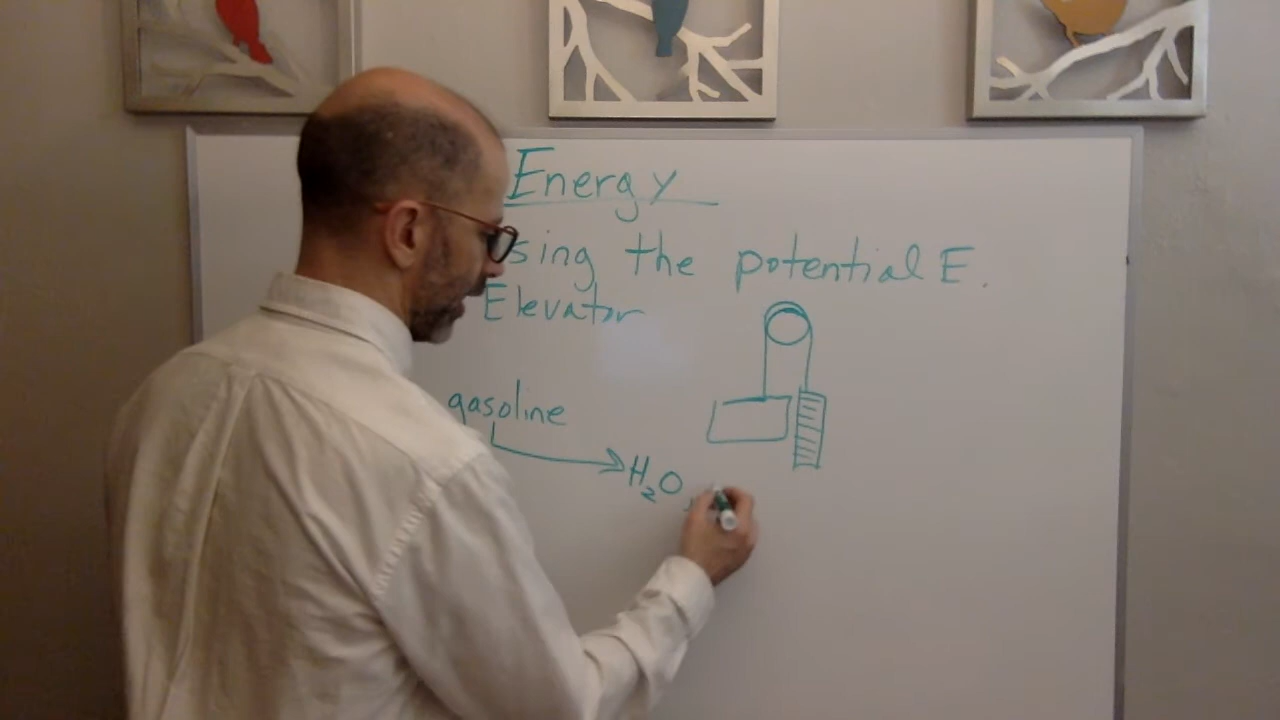 Energy
sing the potential E.
Elevator
gasoline
H₂O,